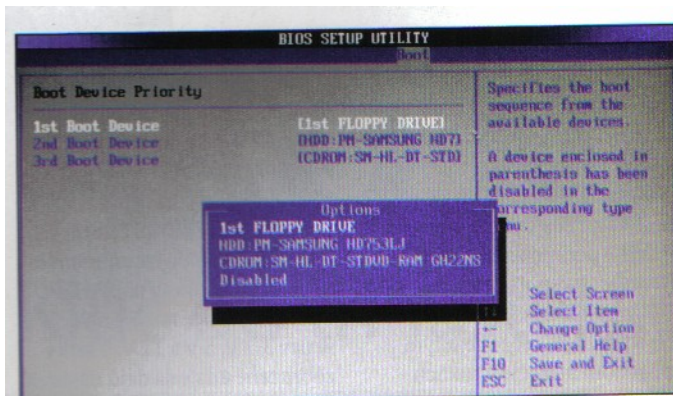 BIOS SETUP UTILITY
Boot
Boot Device Priority
1st Boot Device [1st FLOPPY DRIVE]
2nd Boot Device [HDD:PM-SAMSUNG HD7]
3rd Boot Device [CDROM:SM-HL-DT-STD]
Options
1st FLOPPY DRIVE
HDD:PM-SAMSUNG HD753LJ
CDROM:SM-HL-DT-STDVD-RAM GH22NS
Disabled
Specifies the boot
sequence from the
available devices.
A device enclosed in
parenthesis has been
disabled in the
corresponding type
menu.
Select Screen
↑↓ Select Item
+- Change Option
F1 General Help
F10 Save and Exit
ESC Exit